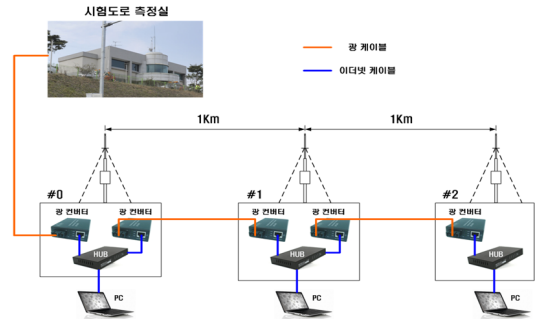 시험도로 측정실
광 케이블
이더넷 케이블
1Km
1Km
#0
#1
#2
광 컨버터
광 컨버터
광 컨버터
광 컨버터
광 컨버터
HUB
HUB
HUB
PC
PC
PC